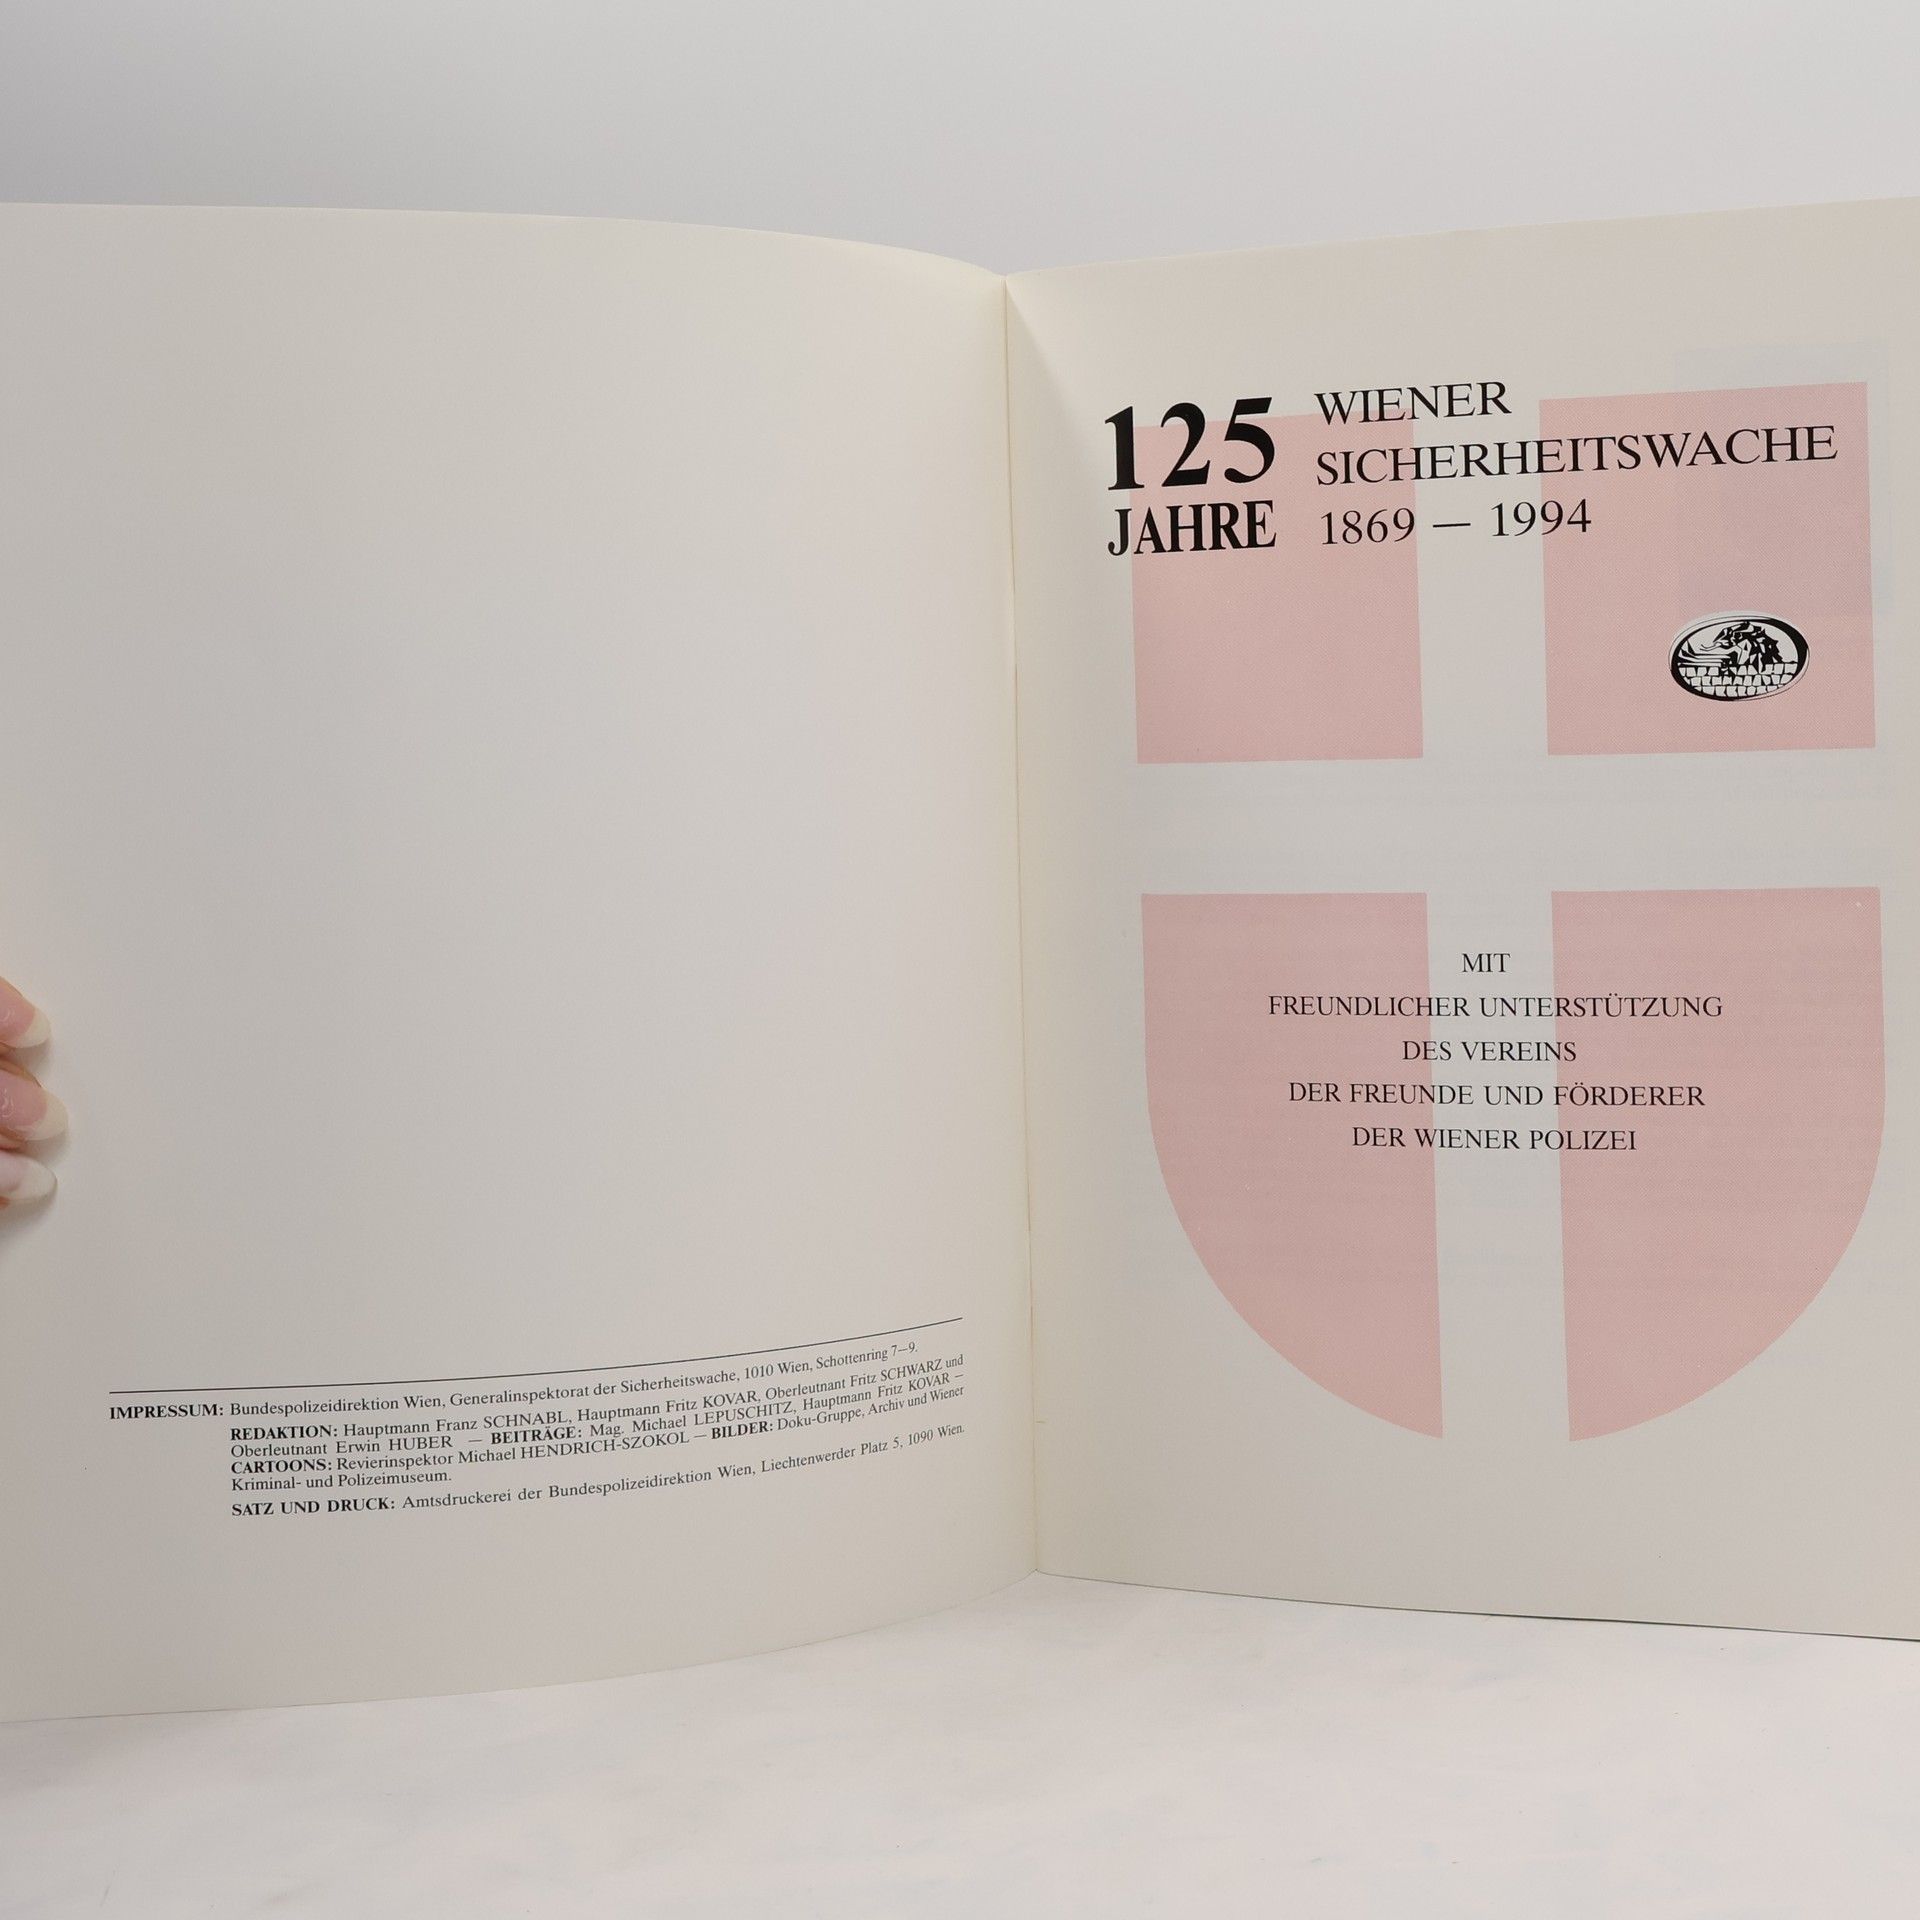 IMPRESSUM: Bundespolizeidirektion Wien, Generalinspektorat der Sicherheitswache, 1010 Wien, Schottenring 7–9.
REDAKTION: Hauptmann Franz SCHNABL, Hauptmann Fritz KOVAR, Oberleutnant Fritz SCHWARZ und
Oberleutnant Erwin HUBER — BEITRÄGE: Mag. Michael LEPUSCHITZ, Hauptmann Fritz KOVAR —
CARTOONS: Revierinspektor Michael HENDRICH-SZOKOL — BILDER: Doku-Gruppe, Archiv und Wiener
Kriminal- und Polizeimuseum.
SATZ UND DRUCK: Amtsdruckerei der Bundespolizeidirektion Wien, Liechtenwerder Platz 5, 1090 Wien.
125
JAHRE
WIENER
SICHERHEITSWACHE
1869 — 1994
MIT
FREUNDLICHER UNTERSTÜTZUNG
DES VEREINS
DER FREUNDE UND FÖRDERER
DER WIENER POLIZEI